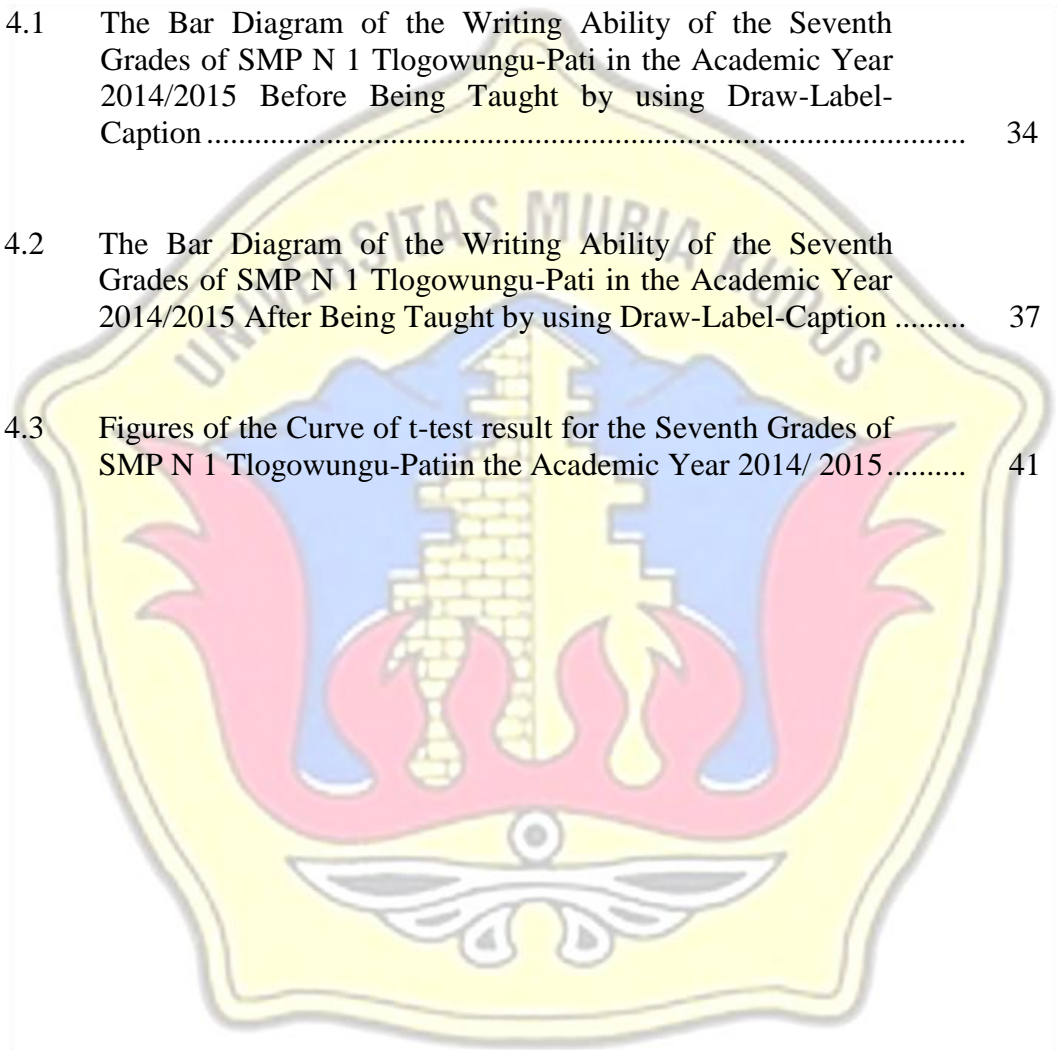 4.1 The Bar Diagram of the Writing Ability of the Seventh
Grades of SMP N 1 Tlogowungu-Pati in the Academic Year
2014/2015 Before Being Taught by using Draw-Label-
Caption ............................................................................................... 34
UNIVERSITAS MURIA KUDUS
4.2 The Bar Diagram of the Writing Ability of the Seventh
Grades of SMP N 1 Tlogowungu-Pati in the Academic Year
2014/2015 After Being Taught by using Draw-Label-Caption ......... 37
4.3 Figures of the Curve of t-test result for the Seventh Grades of
SMP N 1 Tlogowungu-Patiin the Academic Year 2014/ 2015 .......... 41